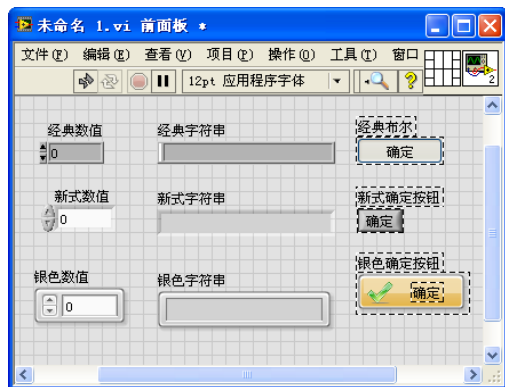 未命名 1.vi 前面板 *
文件(F) 编辑(E) 查看(V) 项目(P) 操作(O) 工具(T) 窗口
12pt 应用程序字体
2
经典数值 经典字符串 经典布尔
0 确定
新式数值 新式字符串 新式确定按钮
0 确定
银色数值 银色字符串 银色确定按钮
0 确定